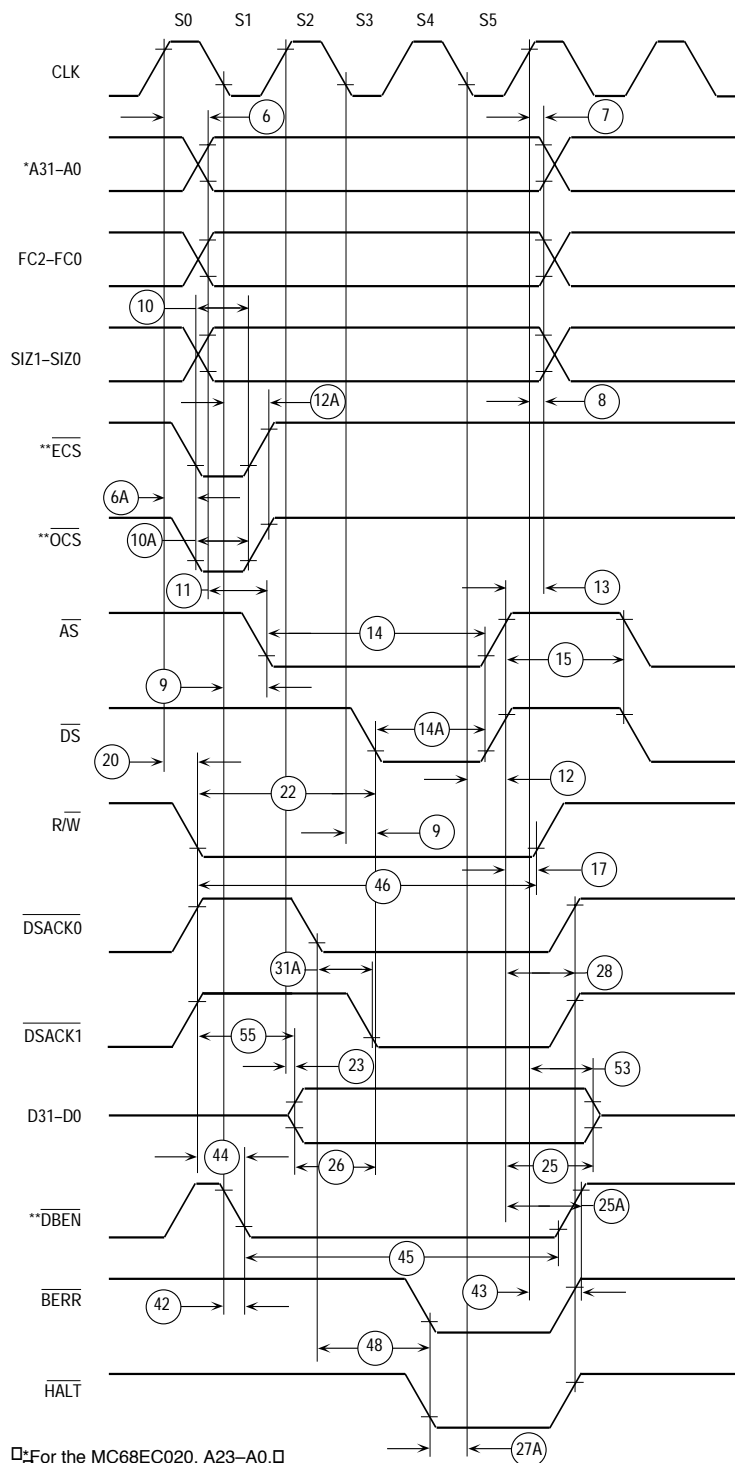 S0 S1 S2 S3 S4 S5
CLK
6 7
*A31–A0
FC2–FC0
10
SIZ1–SIZ0
12A 8
**ECS
6A
**OCS
10A
11 13
AS
14
15
9
DS
14A
20 12
22
R/W
9
17
46
DSACK0
31A 28
DSACK1
55
23 53
D31–D0
44 26 25
**DBEN
25A
45
BERR
42 43
48
HALT
27A
*For the MC68EC020, A23–A0.